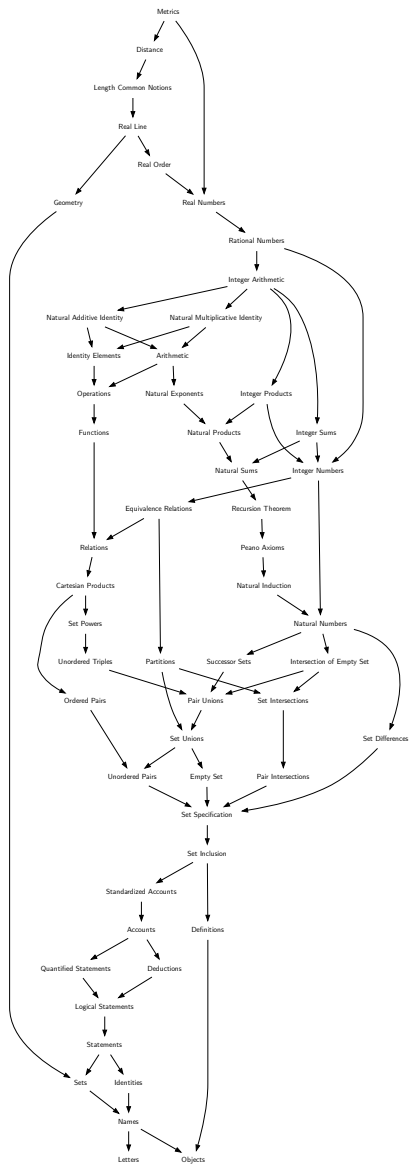 Metrics
Distance
Length Common Notions
Real Line
Real Order
Geometry
Real Numbers
Rational Numbers
Integer Arithmetic
Natural Additive Identity
Natural Multiplicative Identity
Identity Elements
Arithmetic
Operations
Natural Exponents
Integer Products
Functions
Natural Products
Integer Sums
Natural Sums
Integer Numbers
Equivalence Relations
Recursion Theorem
Relations
Peano Axioms
Cartesian Products
Natural Induction
Set Powers
Natural Numbers
Unordered Triples
Partitions
Successor Sets
Intersection of Empty Set
Ordered Pairs
Pair Unions
Set Intersections
Set Unions
Set Differences
Unordered Pairs
Empty Set
Pair Intersections
Set Specification
Set Inclusion
Standardized Accounts
Accounts
Definitions
Quantified Statements
Deductions
Logical Statements
Statements
Sets
Identities
Names
Letters
Objects